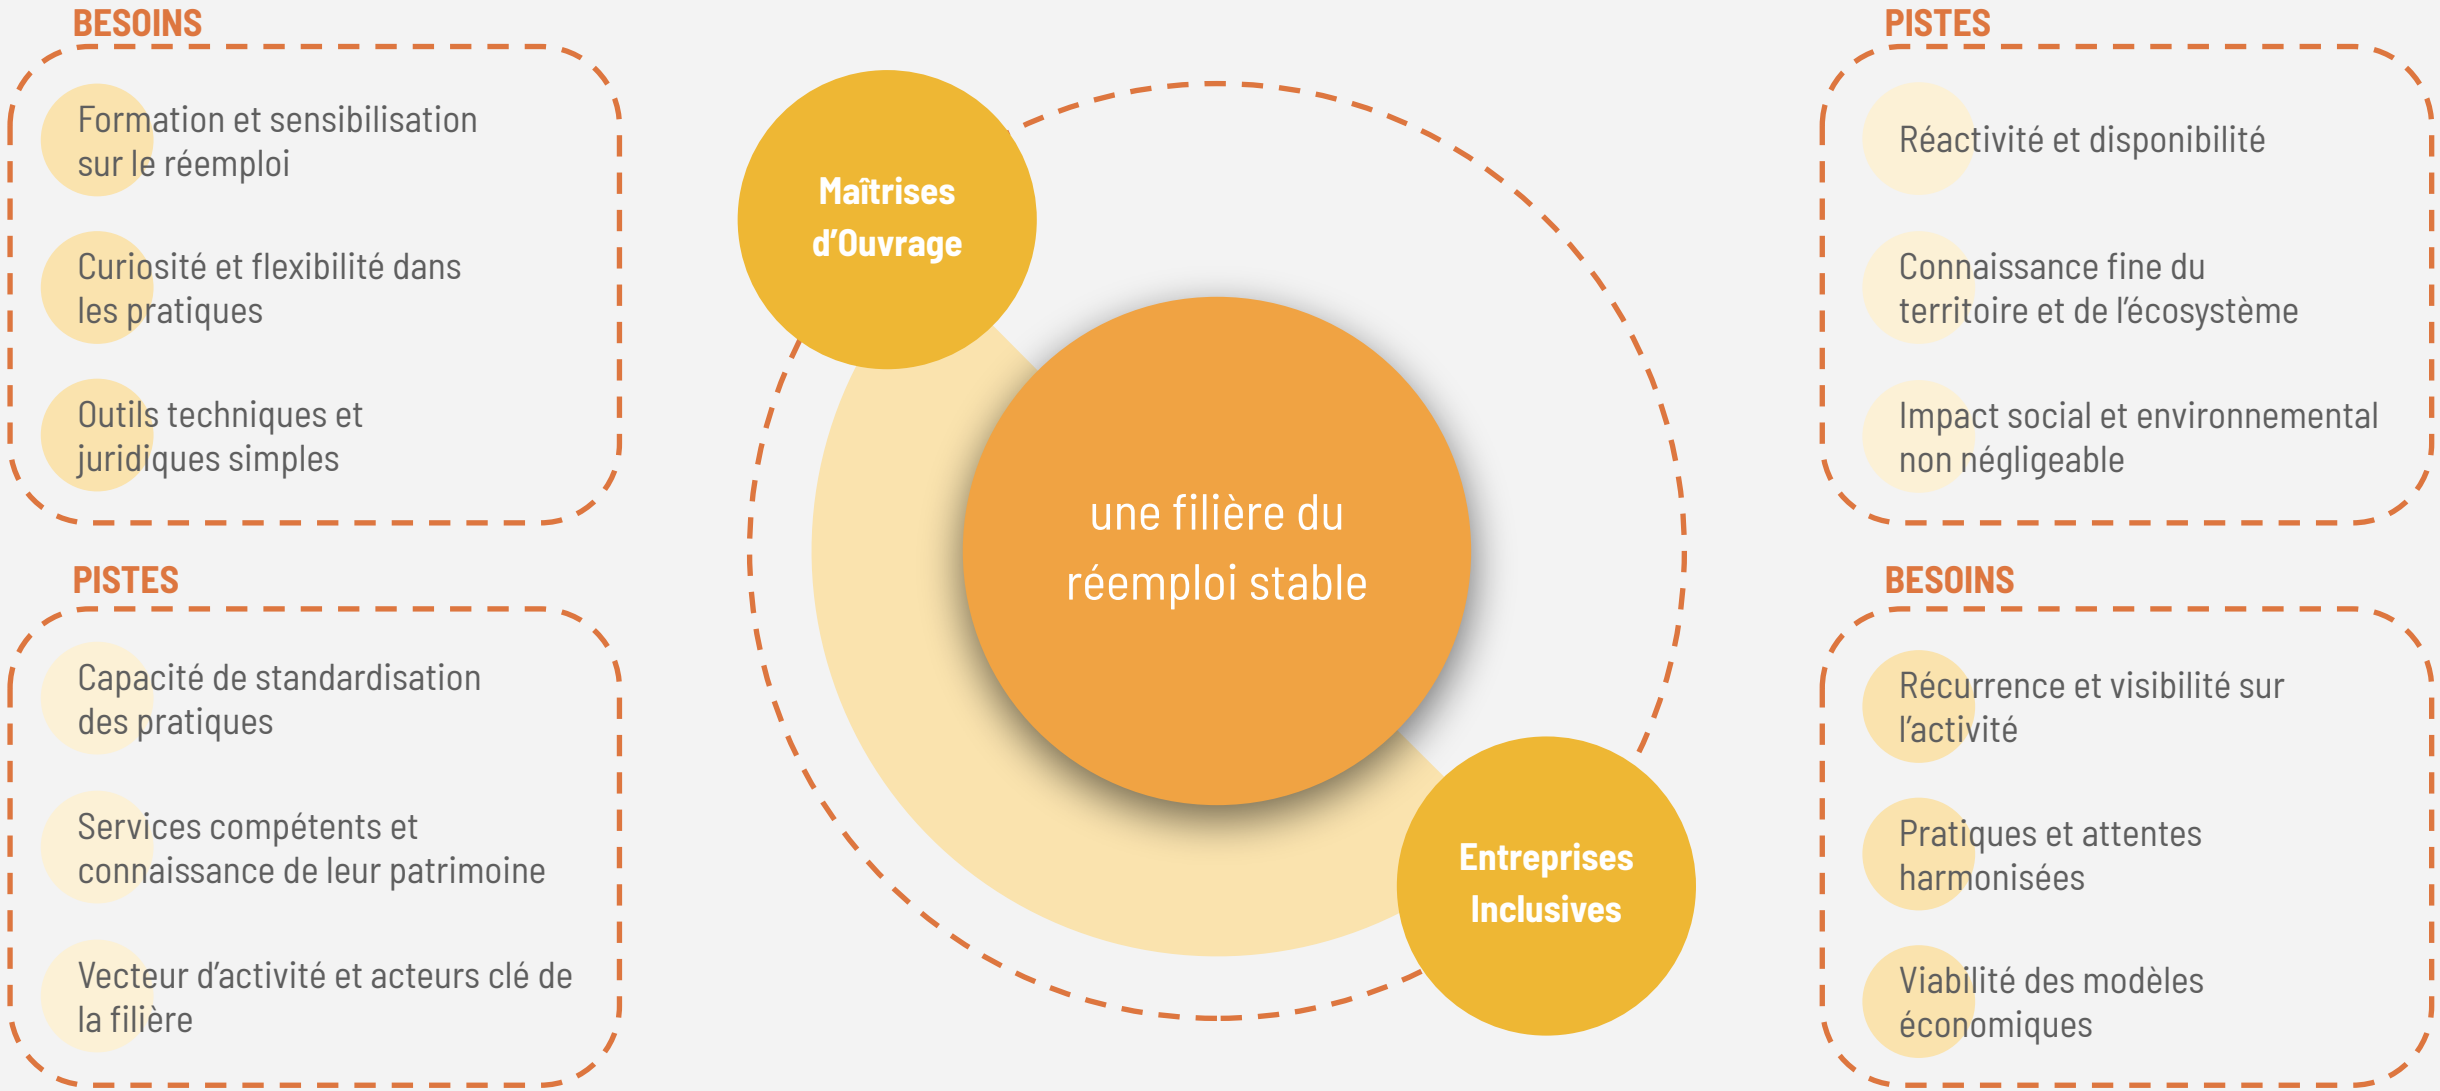 BESOINS
Formation et sensibilisation
sur le réemploi
Curiosité et flexibilité dans
les pratiques
Outils techniques et
juridiques simples
PISTES
Capacité de standardisation
des pratiques
Services compétents et
connaissance de leur patrimoine
Vecteur d’activité et acteurs clé de
la filière
Maîtrises
d’Ouvrage
une filière du
réemploi stable
Entreprises
Inclusives
PISTES
Réactivité et disponibilité
Connaissance fine du
territoire et de l’écosystème
Impact social et environnemental
non négligeable
BESOINS
Récurrence et visibilité sur
l’activité
Pratiques et attentes
harmonisées
Viabilité des modèles
économiques